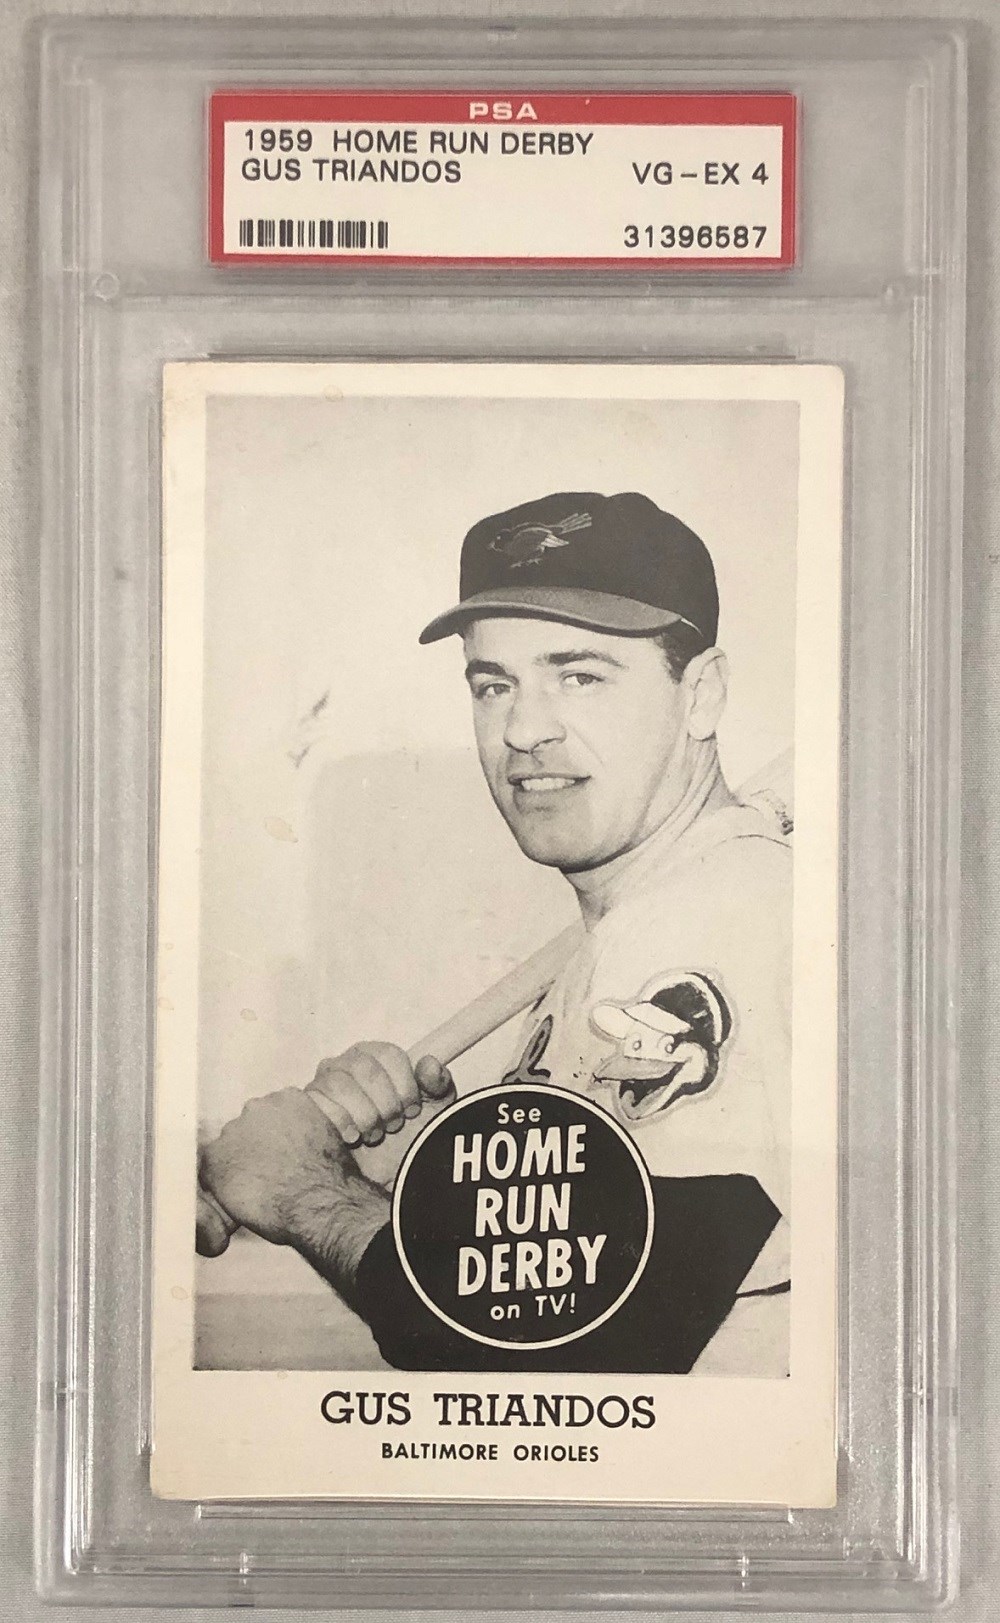 PSA
1959 HOME RUN DERBY
GUS TRIANDOS
VG-EX 4
31396587
See
HOME
RUN
DERBY
on TV!
GUS TRIANDOS
BALTIMORE ORIOLES